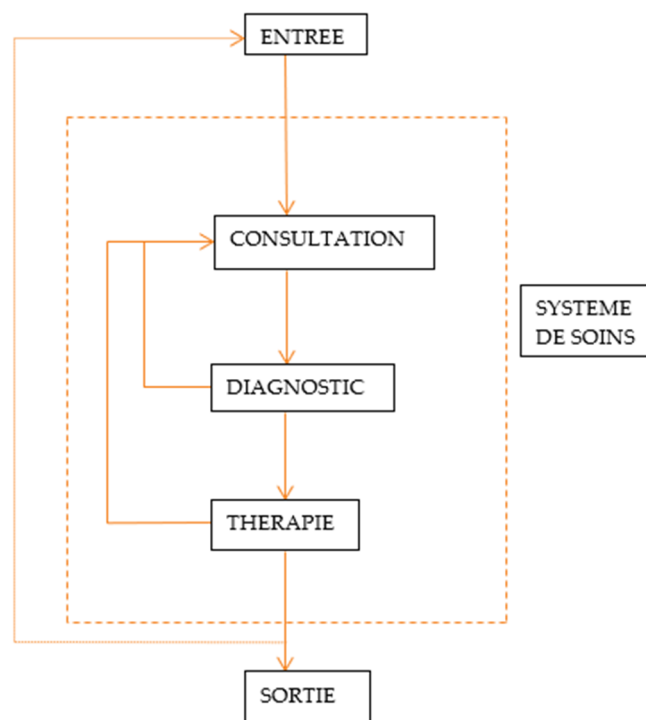 ENTREE
CONSULTATION
SYSTEME
DE SOINS
DIAGNOSTIC
THERAPIE
SORTIE